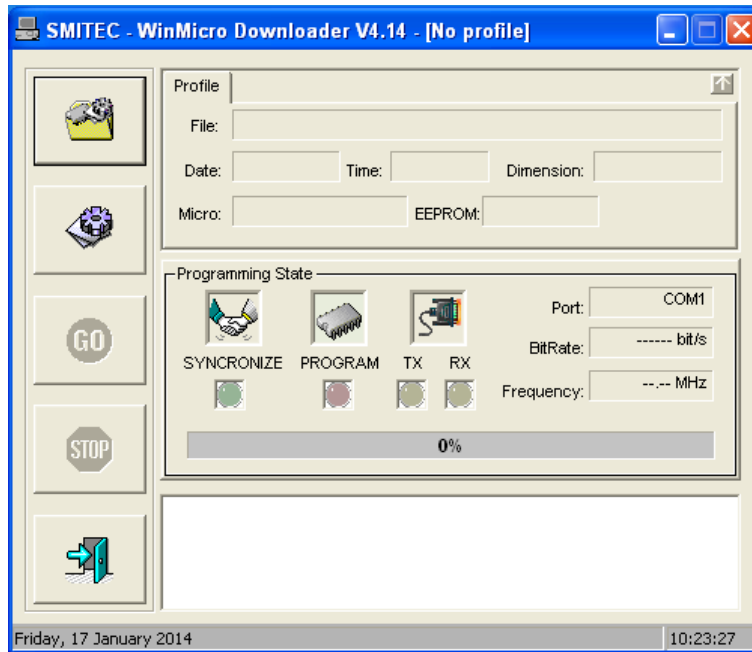 SMITEC - WinMicro Downloader V4.14 - [No profile]
Profile
File:
Date: Time: Dimension:
Micro: EEPROM:
Programming State
Port: COM1
BitRate: ------ bit/s
Frequency: --.-- MHz
SYNCRONIZE PROGRAM TX RX
0%
GO
STOP
Friday, 17 January 2014 10:23:27